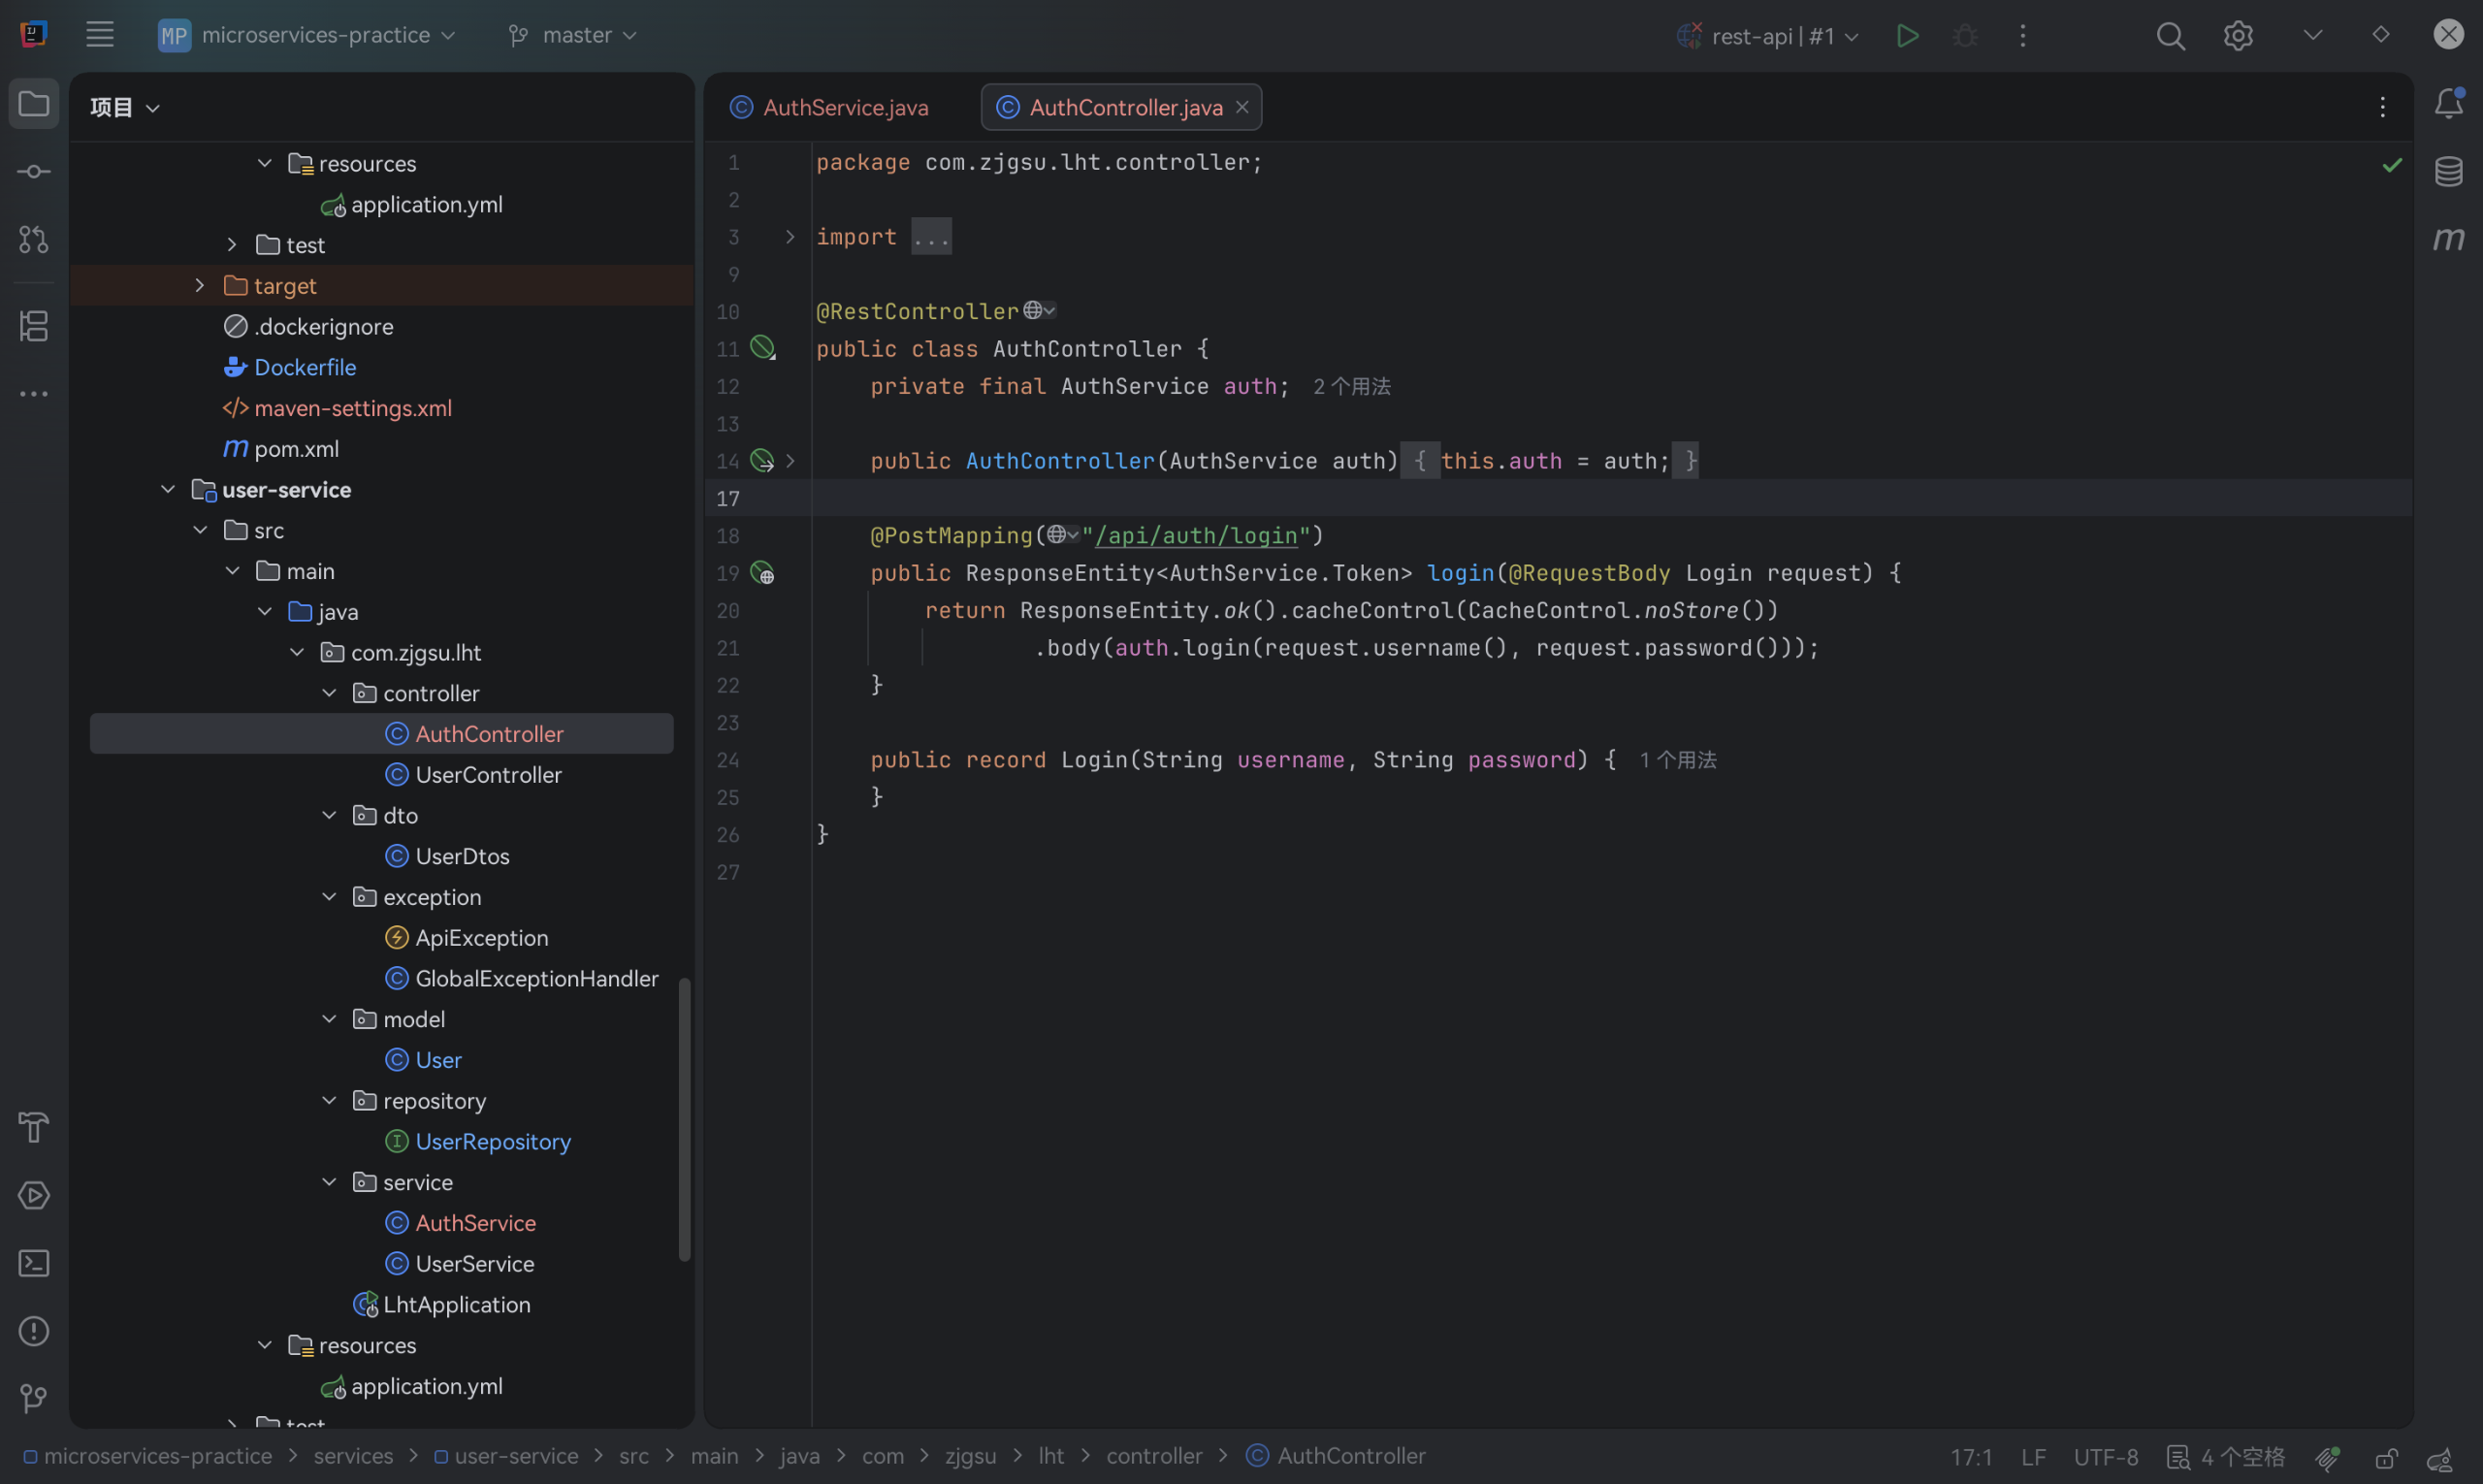 MP microservices-practice master rest-api | #1
项目
resources
application.yml
test
target
.dockerignore
Dockerfile
maven-settings.xml
pom.xml
user-service
src
main
java
com.zjgsu.lht
controller
AuthController
UserController
dto
UserDtos
exception
ApiException
GlobalExceptionHandler
model
User
repository
UserRepository
service
AuthService
UserService
LhtApplication
resources
application.yml
test
AuthService.java AuthController.java
1 package com.zjgsu.lht.controller;
2
3 import ...
9
10 @RestController
11 public class AuthController {
12 private final AuthService auth; 2 个用法
13
14 public AuthController(AuthService auth) { this.auth = auth; }
17
18 @PostMapping("/api/auth/login")
19 public ResponseEntity<AuthService.Token> login(@RequestBody Login request) {
20 return ResponseEntity.ok().cacheControl(CacheControl.noStore())
21 .body(auth.login(request.username(), request.password()));
22 }
23
24 public record Login(String username, String password) { 1 个用法
25 }
26 }
27
microservices-practice services user-service src main java com zjgsu lht controller AuthController
17:1 LF UTF-8 4 个空格